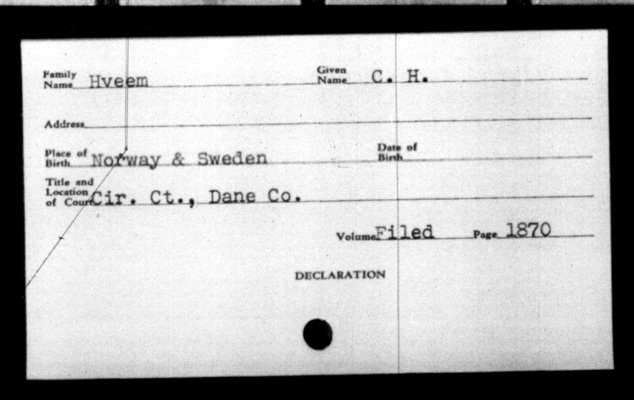 Family Name Hveem Given Name C. H.
Address
Place of Birth Norway & Sweden Date of Birth
Title and Location of Court Cir. Ct., Dane Co.
Volume Filed Page 1870
DECLARATION